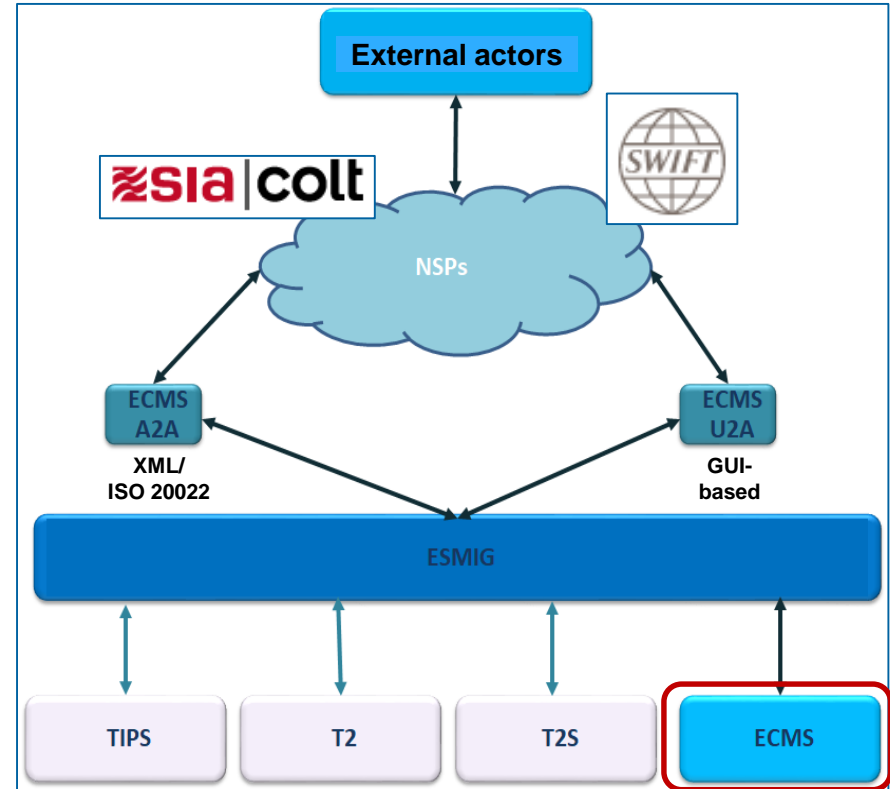 External actors
sia | colt
SWIFT
NSPs
ECMS
A2A
ECMS
U2A
XML/
ISO 20022
GUI-
based
ESMIG
TIPS
T2
T2S
ECMS